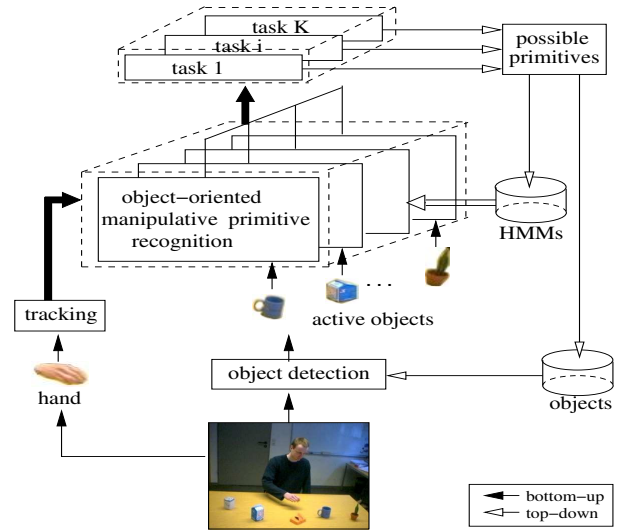 task K
task i
task 1
possible
primitives
object-oriented
manipulative primitive
recognition
HMMs
...
active objects
tracking
hand
object detection
objects
bottom-up
top-down